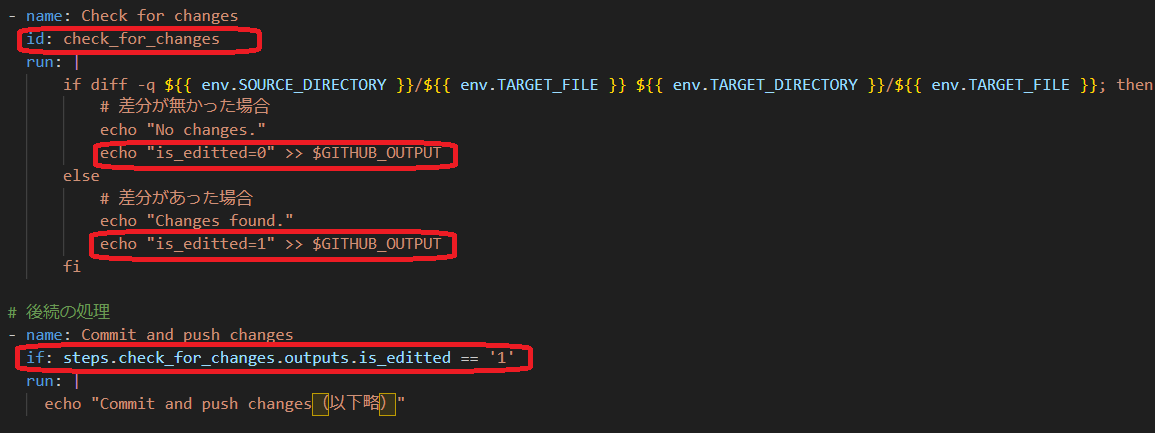 - name: Check for changes
id: check_for_changes
run: |
if diff -q ${{ env.SOURCE_DIRECTORY }}/${{ env.TARGET_FILE }} ${{ env.TARGET_DIRECTORY }}/${{ env.TARGET_FILE }}; then
# 差分が無かった場合
echo "No changes."
echo "is_editted=0" >> $GITHUB_OUTPUT
else
# 差分があった場合
echo "Changes found."
echo "is_editted=1" >> $GITHUB_OUTPUT
fi
# 後続の処理
- name: Commit and push changes
if: steps.check_for_changes.outputs.is_editted == '1'
run: |
echo "Commit and push changes（以下略）"